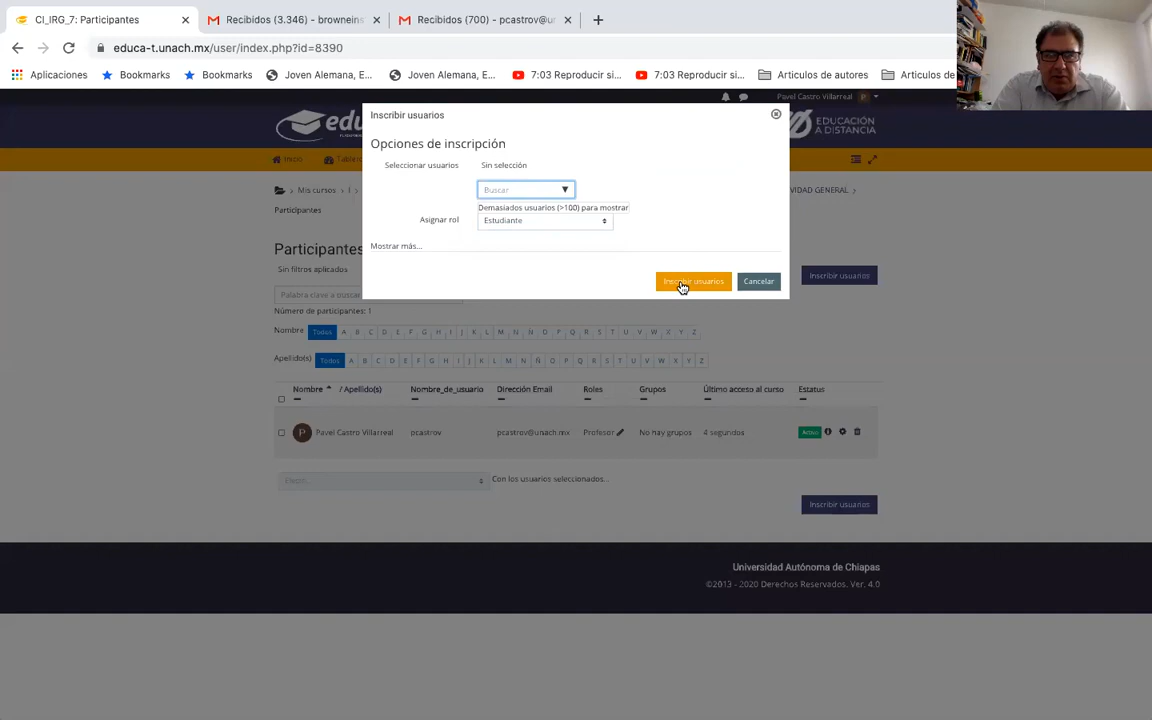 CI_IRG_7: Participantes
Recibidos (3.346) - browneins
Recibidos (700) - pcastrov@un
educa-t.unach.mx/user/index.php?id=8390
Aplicaciones
Bookmarks
Bookmarks
Joven Alemana, E...
Joven Alemana, E...
7:03 Reproducir si...
7:03 Reproducir si...
Articulos de autores
Articulos de
Pavel Castro Villarreal
P
edu
EDUCACIÓN
A DISTANCIA
Inicio
Mis cursos
VIDAD GENERAL
Participantes
Inscribir usuarios
Opciones de inscripción
Seleccionar usuarios
Sin selección
Buscar
Demasiados usuarios (>100) para mostrar
Asignar rol
Estudiante
Mostrar más...
Inscribir usuarios
Cancelar
Participantes
Sin filtros aplicados
Inscribir usuarios
Palabra clave o buscar
Número de participantes: 1
Nombre Todos A B C D E F G H I J K L M N Ñ O P Q R S T U V W X Y Z
Apellido(s) Todos A B C D E F G H I J K L M N Ñ O P Q R S T U V W X Y Z
Nombre / Apellido(s) Nombre_de_usuario Dirección Email Roles Grupos Último acceso al curso Estatus
P Pavel Castro Villarreal pcastrov pcastrov@unach.mx Profesor No hay grupos 4 segundos Activo
Con los usuarios seleccionados...
Inscribir usuarios
Universidad Autónoma de Chiapas
©2013 - 2020 Derechos Reservados. Ver. 4.0